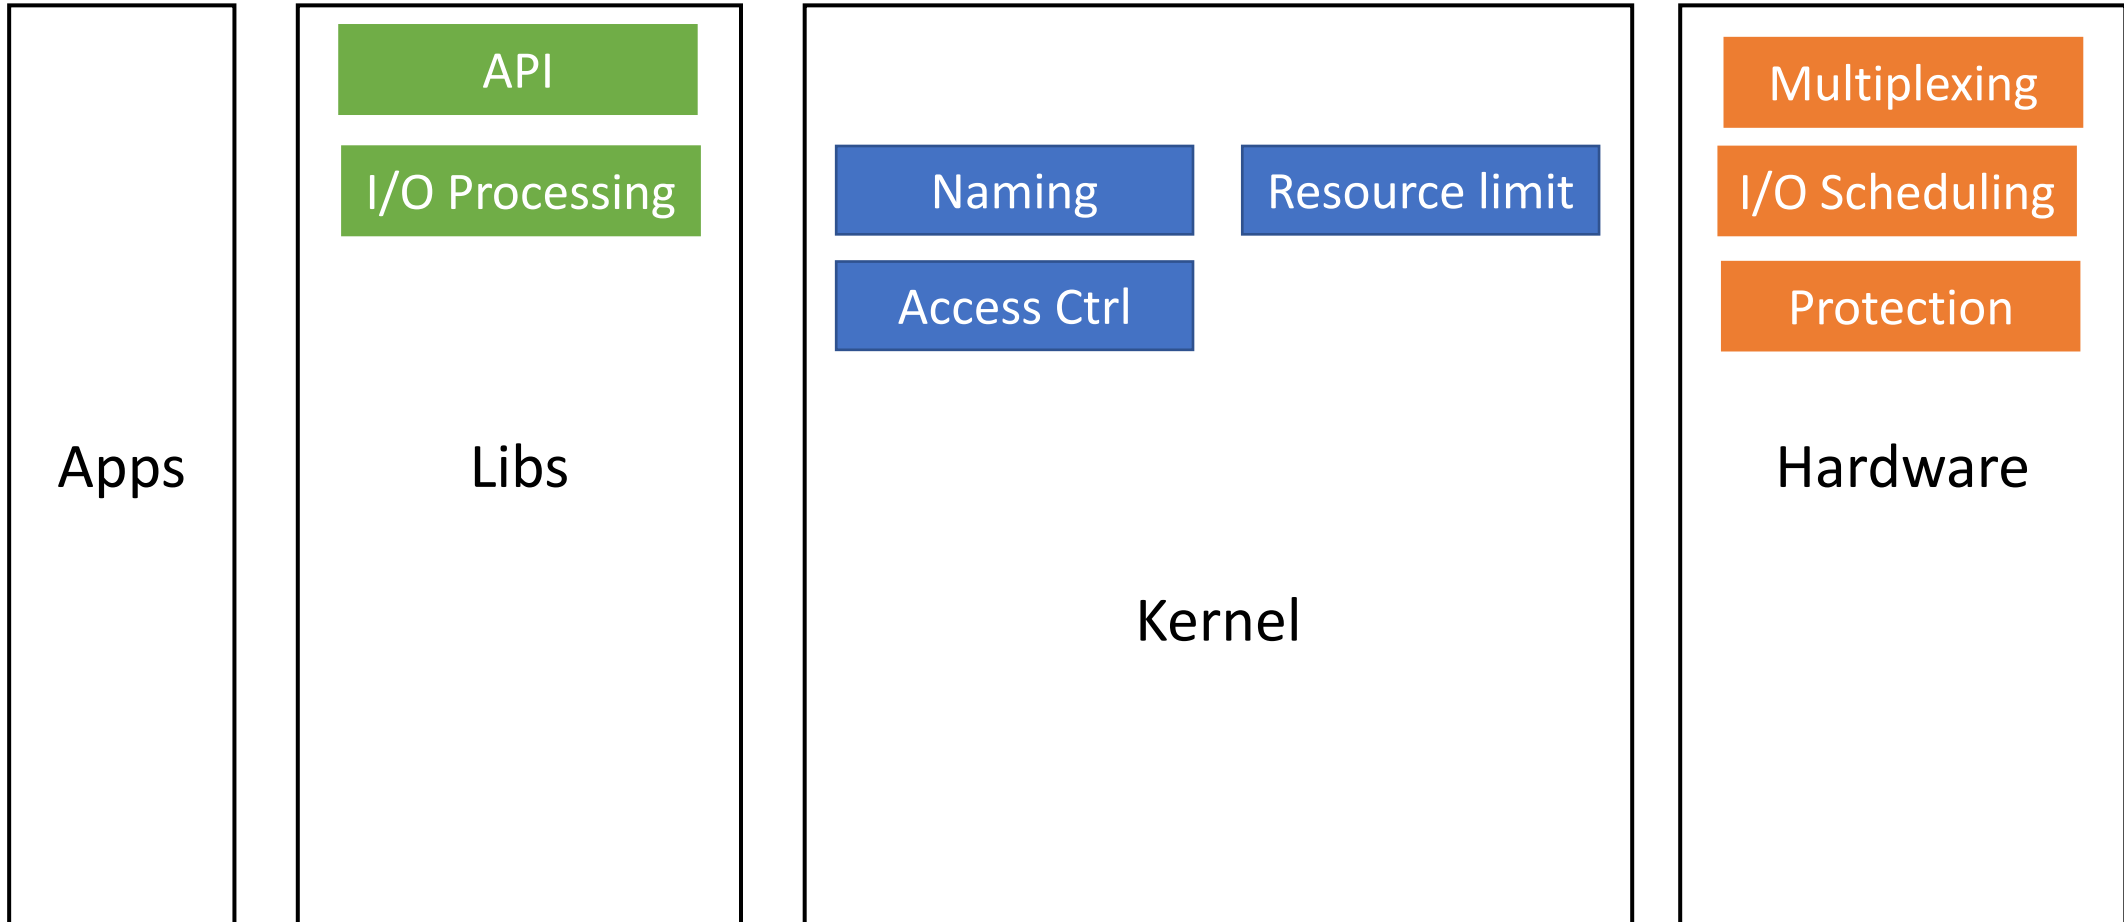 API
I/O Processing
Naming
Resource limit
Access Ctrl
Multiplexing
I/O Scheduling
Protection
Apps
Libs
Kernel
Hardware